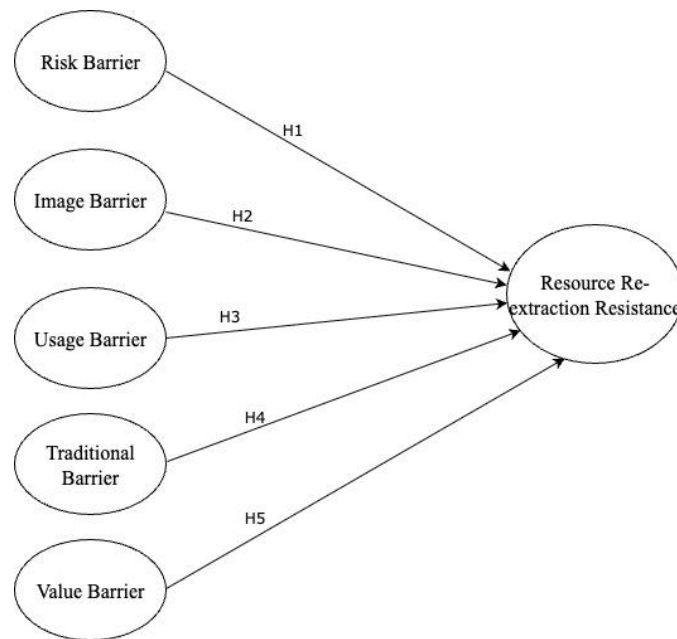 Risk Barrier
H1
Image Barrier
H2
Resource Re-
extraction Resistance
Usage Barrier
H3
H4
Traditional
Barrier
H5
Value Barrier